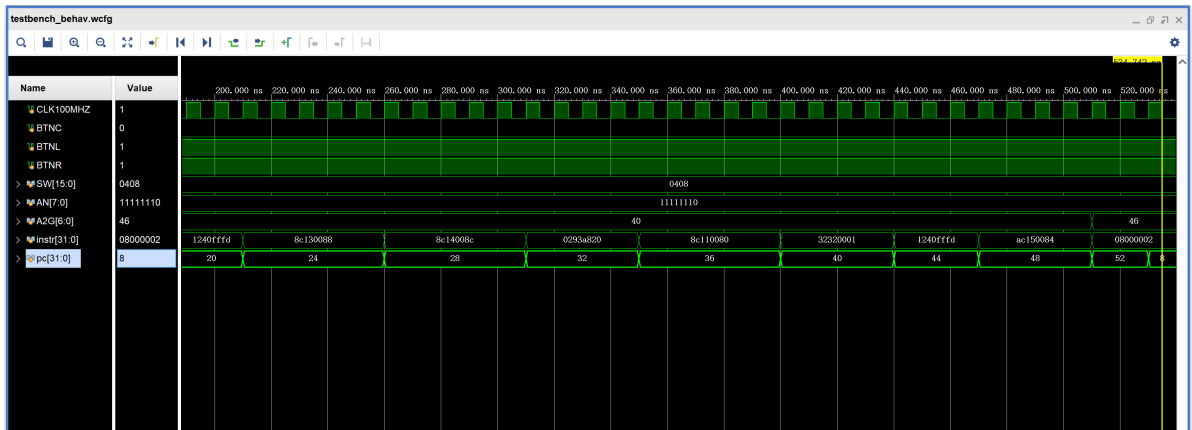 testbench_behav.wcfg
Name Value
200.000 ns 220.000 ns 240.000 ns 260.000 ns 280.000 ns 300.000 ns 320.000 ns 340.000 ns 360.000 ns 380.000 ns 400.000 ns 420.000 ns 440.000 ns 460.000 ns 480.000 ns 500.000 ns 520.000 ns
CLK100MHZ 1
BTNC 0
BTNL 1
BTNR 1
SW[15:0] 0408 0408
AN[7:0] 11111110 11111110
A2G[6:0] 46 40 46
instr[31:0] 08000002 1240fffd 8c130088 8c14008c 0293a820 8c110080 32320001 1240fffd ac150084 08000002
pc[31:0] 8 20 24 28 32 36 40 44 48 52 8